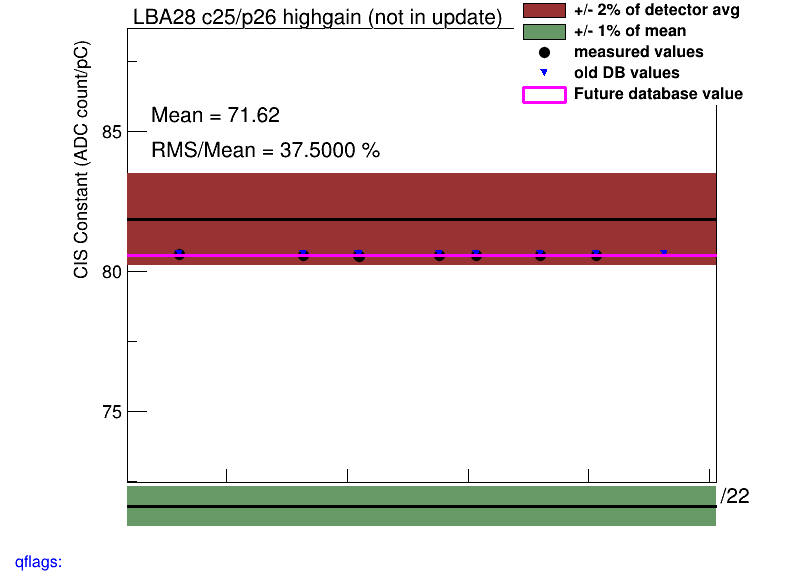 LBA28 c25/p26 highgain (not in update)
+/- 2% of detector avg
+/- 1% of mean
measured values
old DB values
Future database value
CIS Constant (ADC count/pC)
Mean = 71.62
RMS/Mean = 37.5000 %
85
80
75
/22
qflags: